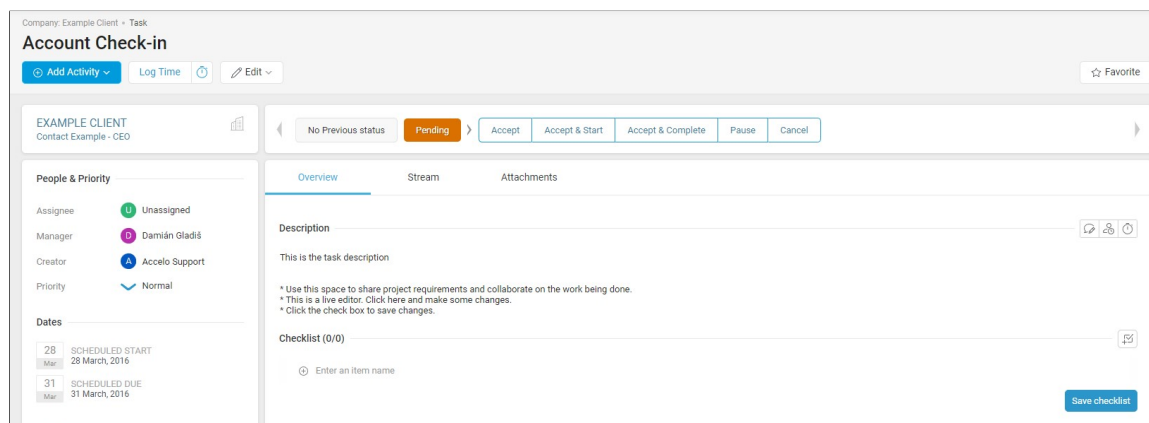 Company: Example Client • Task
Account Check-in
Add Activity
Log Time
Edit
Favorite
EXAMPLE CLIENT
Contact Example - CEO
No Previous status
Pending
Accept
Accept & Start
Accept & Complete
Pause
Cancel
People & Priority
Assignee
U
Unassigned
Manager
D
Damián Gladiš
Creator
A
Accelo Support
Priority
Normal
Dates
28
Mar
SCHEDULED START
28 March, 2016
31
Mar
SCHEDULED DUE
31 March, 2016
Overview
Stream
Attachments
Description
This is the task description
* Use this space to share project requirements and collaborate on the work being done.
* This is a live editor. Click here and make some changes.
* Click the check box to save changes.
Checklist (0/0)
Enter an item name
Save checklist